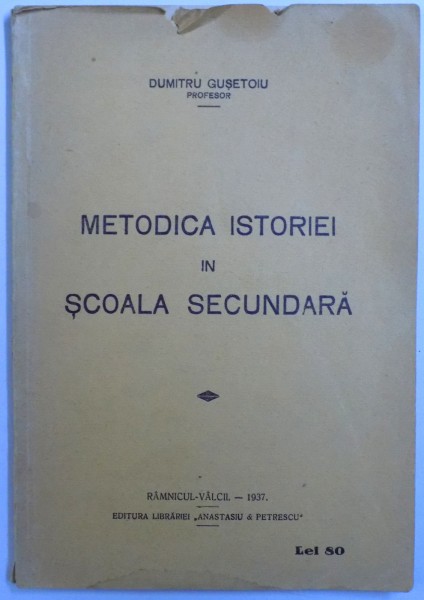 DUMITRU GUȘETOIU
PROFESOR
METODICA ISTORIEI
IN
ȘCOALA SECUNDARĂ
RÂMNICUL-VÂLCII. — 1937.
EDITURA LIBRĂRIEI „ANASTASIU & PETRESCU"
Lei 80